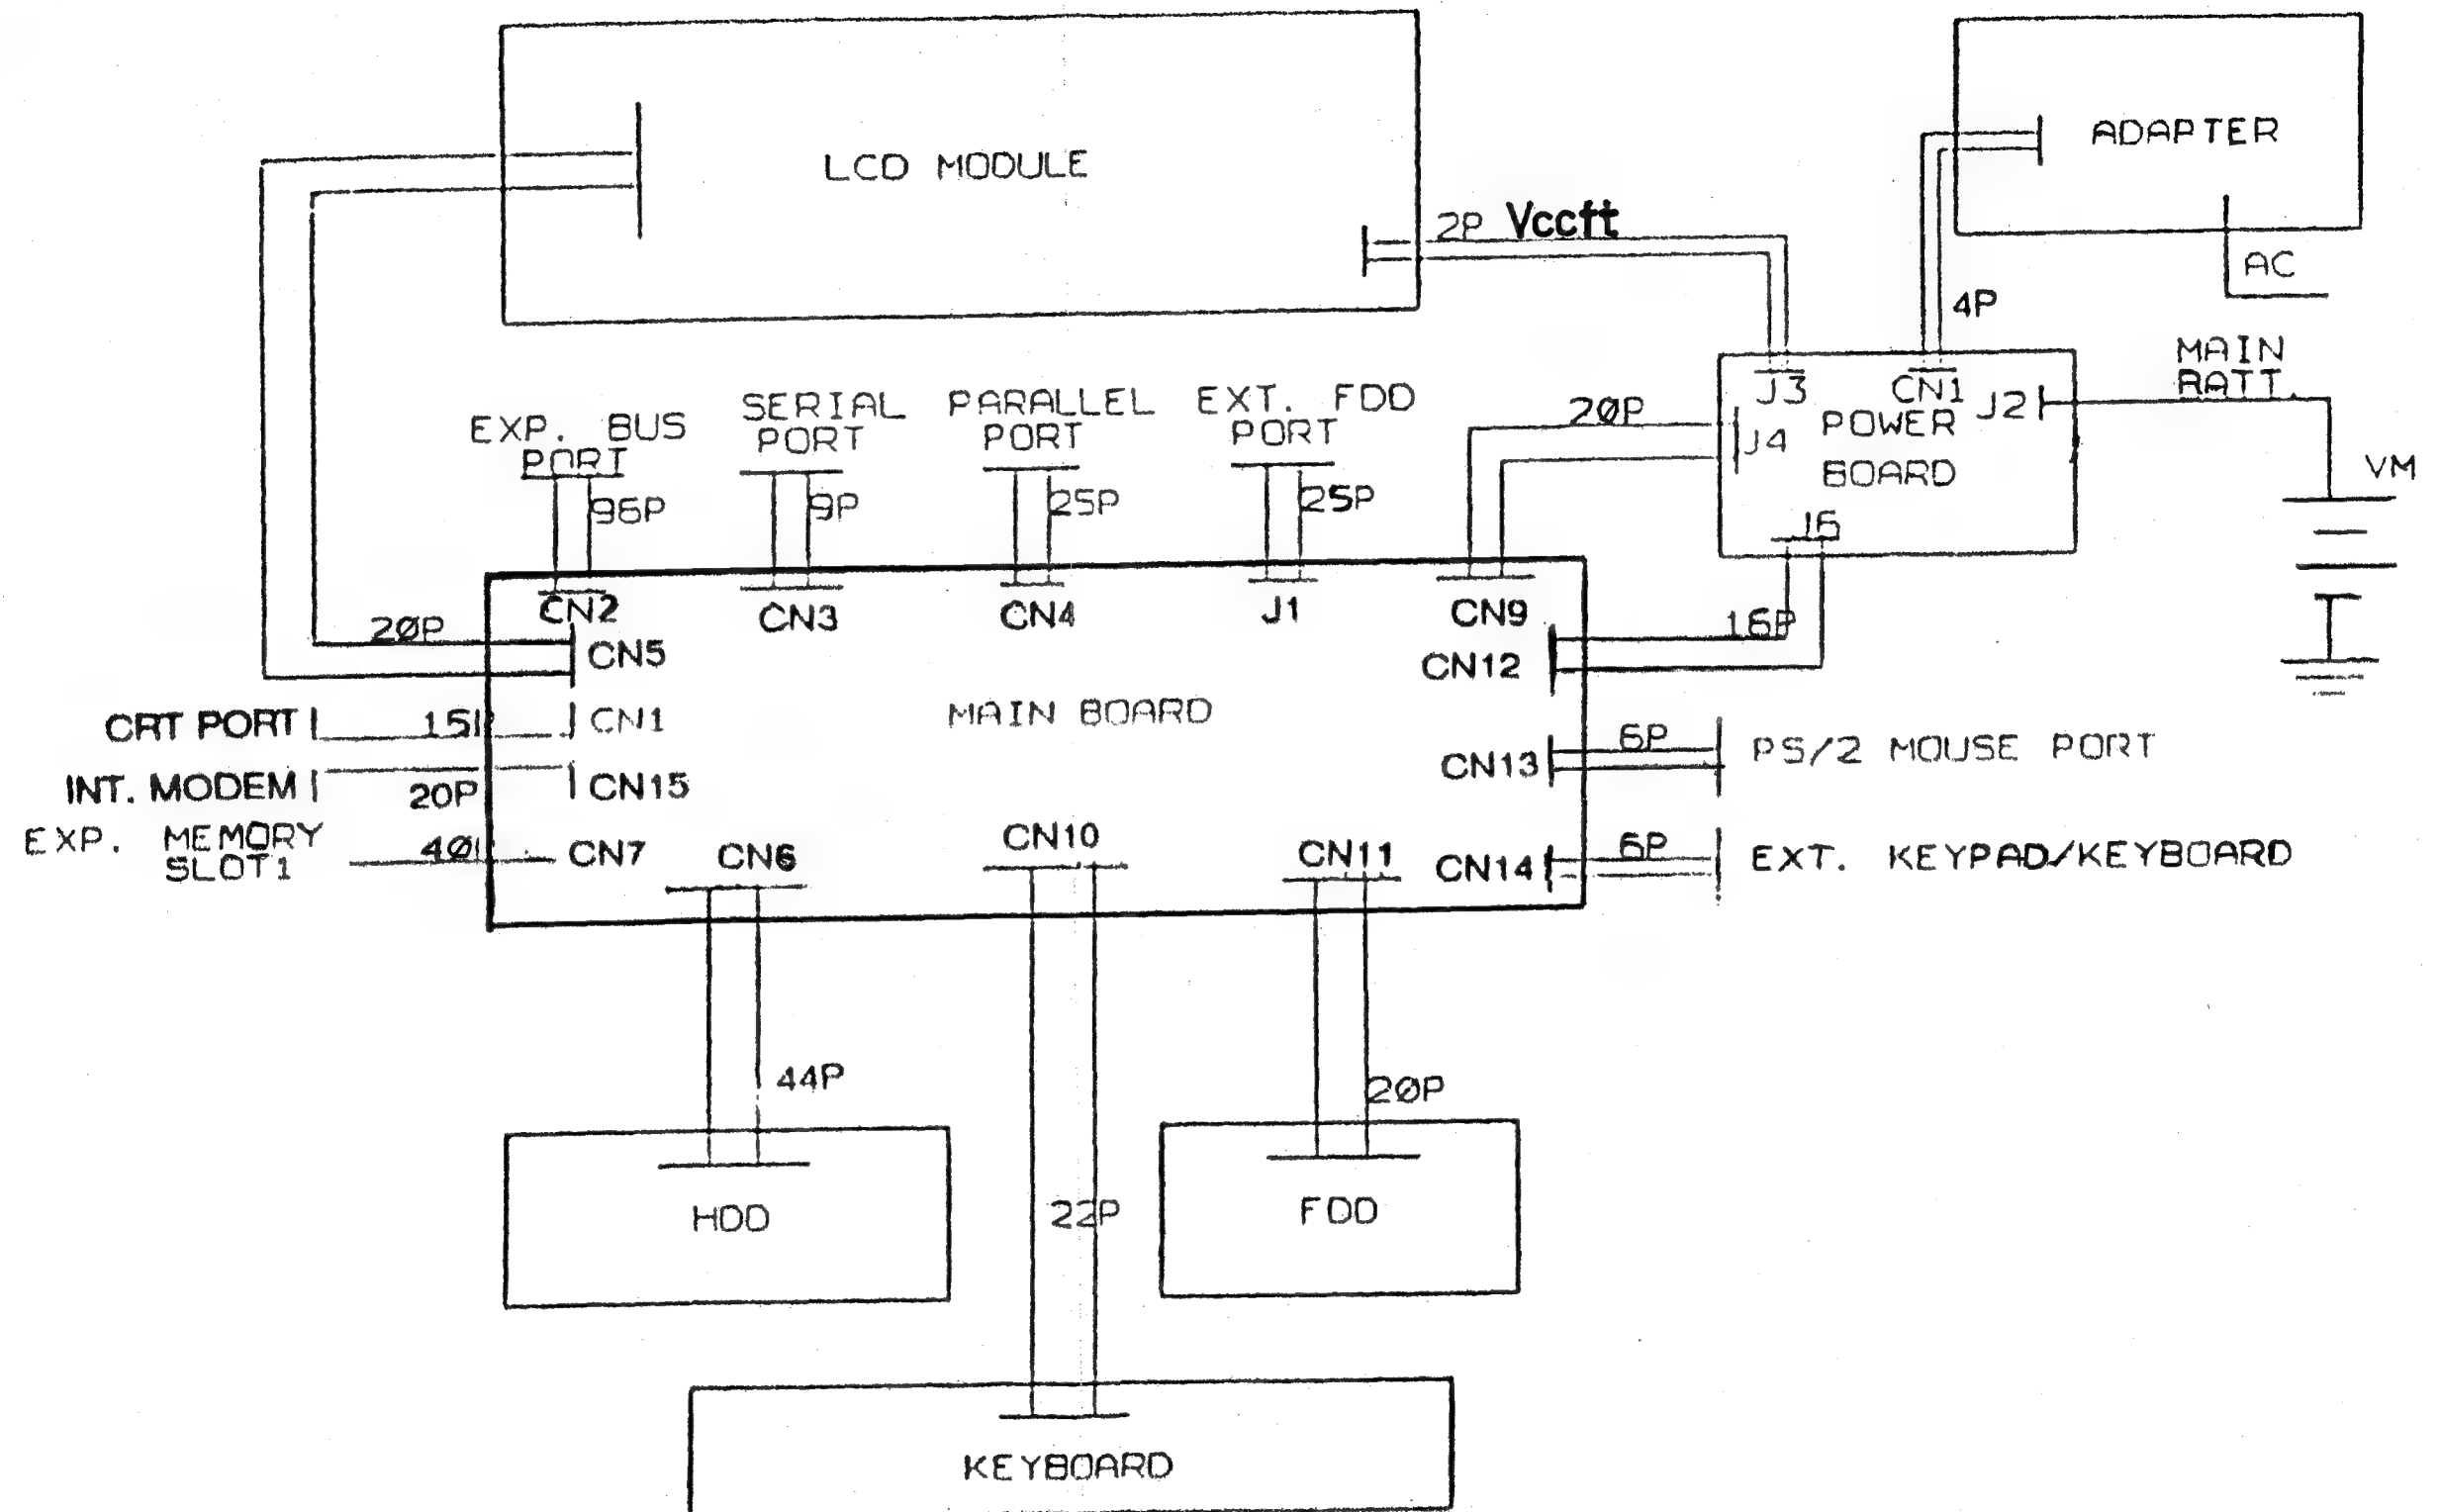 LCD MODULE
ADAPTER
2P Vccft
AC
4P
MAIN
BATT.
J3
CN1
J2
20P
J4
POWER
BOARD
VM
J6
16P
EXP. BUS
PORT
SERIAL
PORT
PARALLEL
PORT
EXT. FDD
PORT
96P
9P
25P
25P
CN2
CN3
CN4
J1
CN9
20P
CN5
CN12
CRT PORT
15P
CN1
MAIN BOARD
INT. MODEM
20P
CN15
CN13
6P
PS/2 MOUSE PORT
EXP. MEMORY
SLOT1
40P
CN7
CN6
CN10
CN11
CN14
6P
EXT. KEYPAD/KEYBOARD
44P
20P
22P
HDD
FDD
KEYBOARD